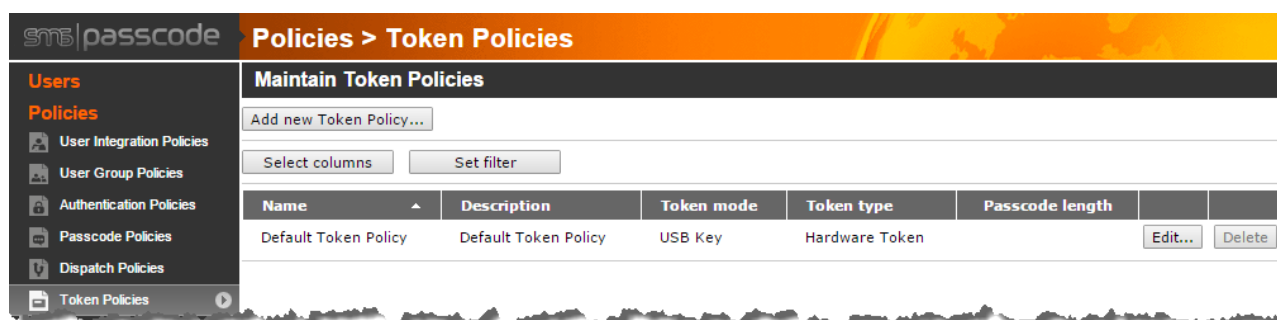 sms|passcode
Policies > Token Policies
Users
Policies
User Integration Policies
User Group Policies
Authentication Policies
Passcode Policies
Dispatch Policies
Token Policies
Maintain Token Policies
Add new Token Policy...
Select columns Set filter
Name Description Token mode Token type Passcode length
Default Token Policy Default Token Policy USB Key Hardware Token Edit... Delete